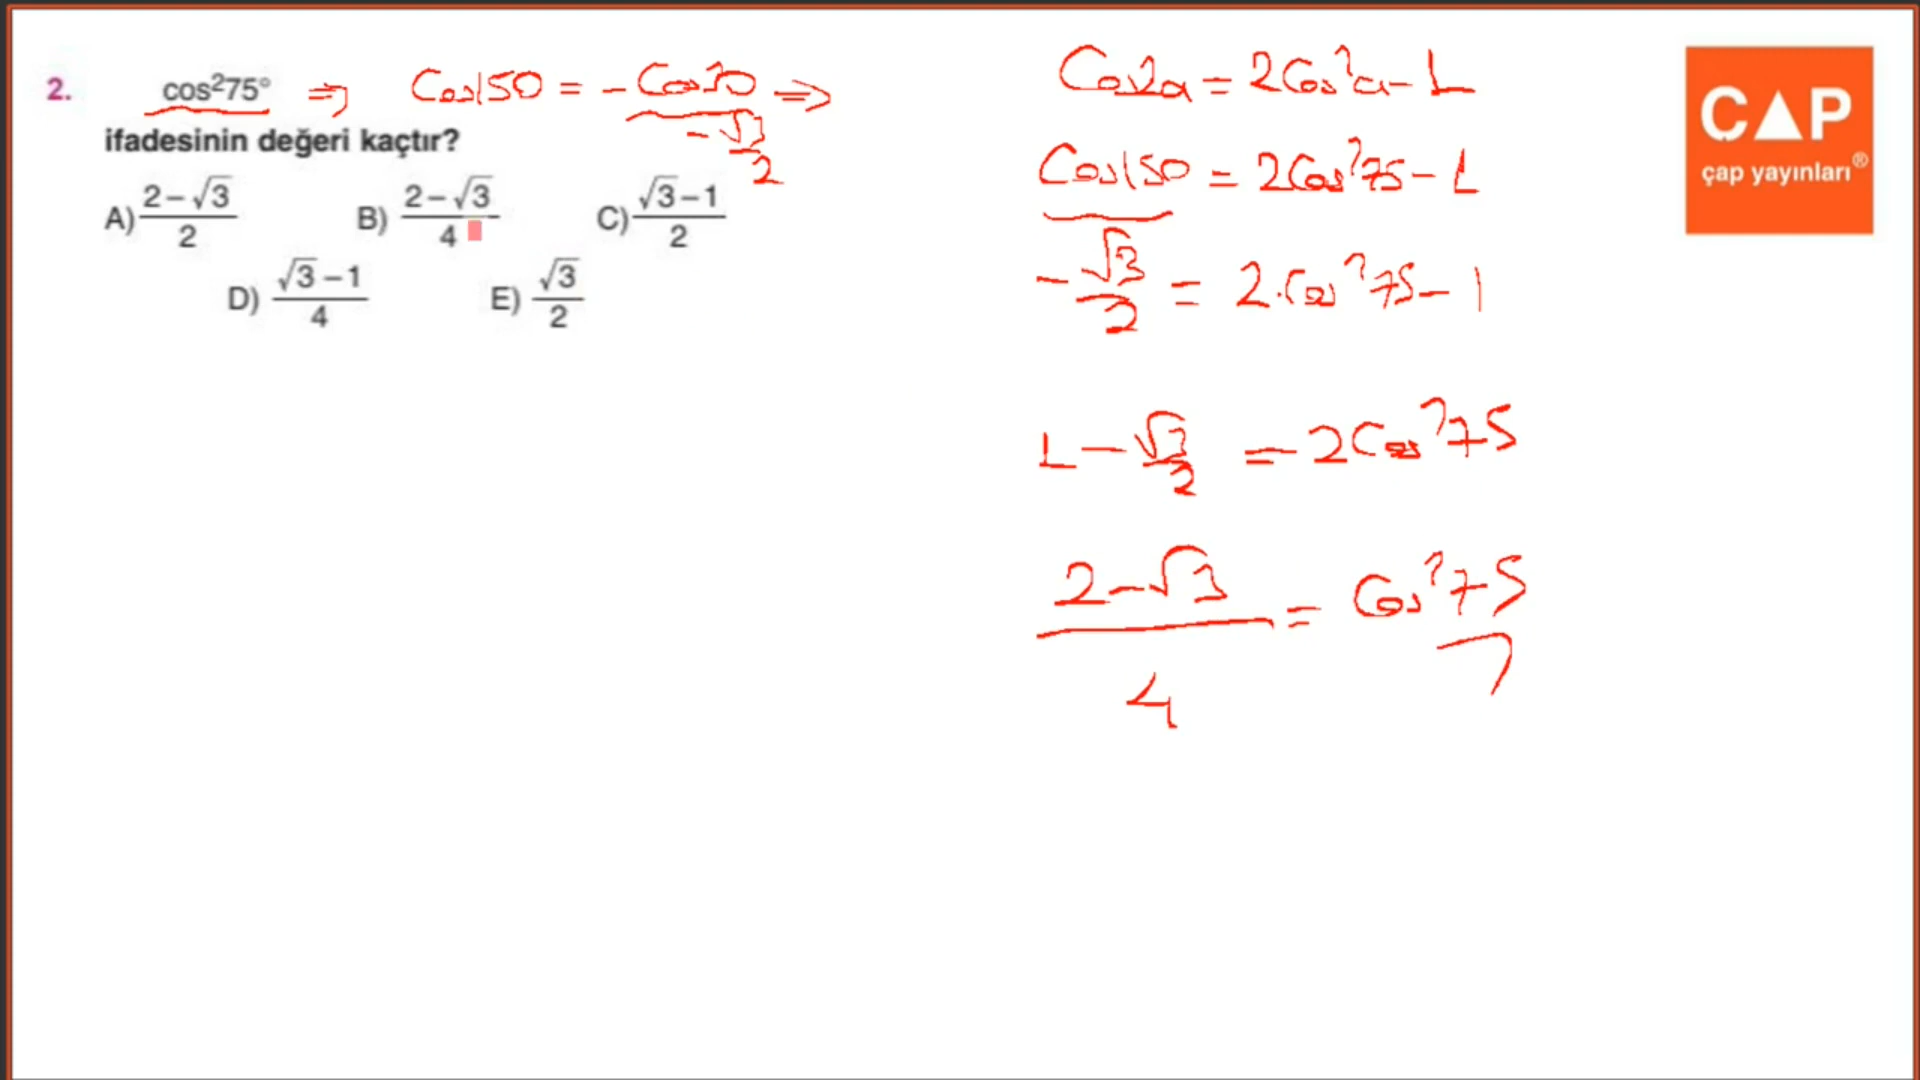 2. cos²75° ⇒ Cos150 = -Cos30 ⇒
-√3/2
ifadesinin değeri kaçtır?
A) 2-√3/2 B) 2-√3/4 C) √3-1/2
D) √3-1/4 E) √3/2
Cos2a = 2Cos²a - 1
Cos150 = 2Cos²75 - 1
-√3/2 = 2.Cos²75 - 1
1 - √3/2 = 2Cos²75
2-√3/4 = Cos²75
ÇAP
çap yayınları®